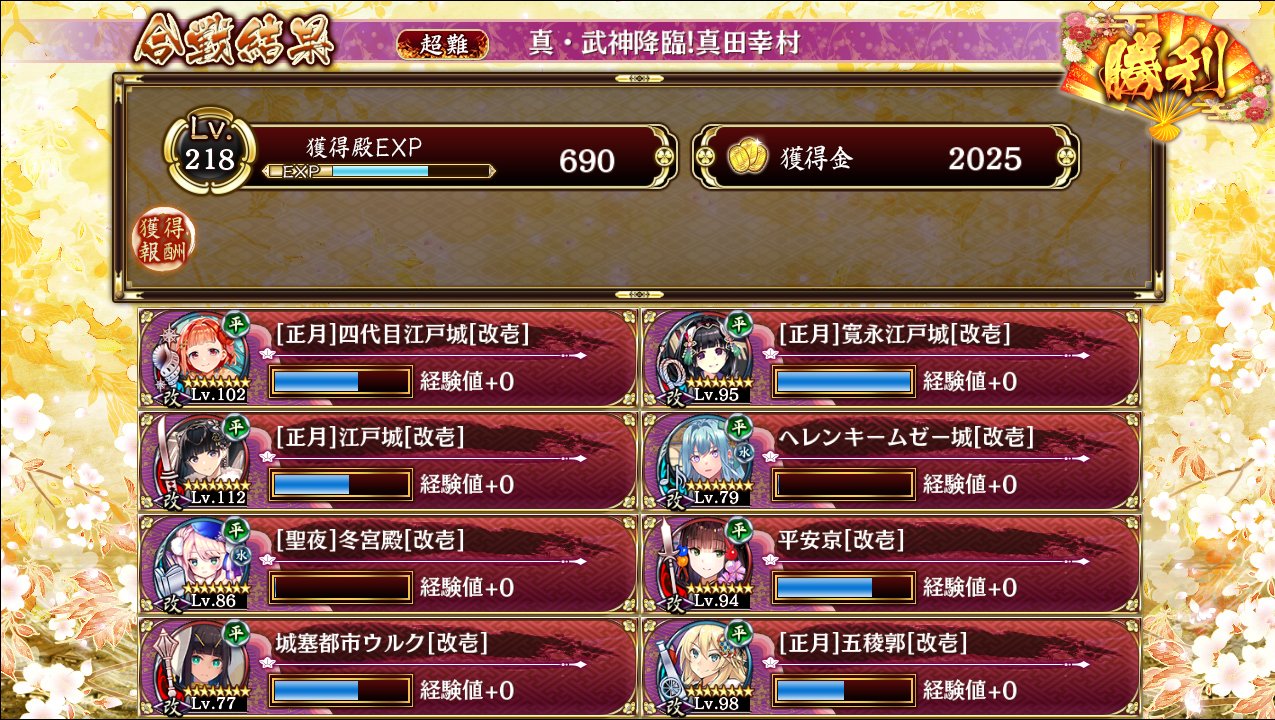 合戦結果
超難
真・武神降臨!真田幸村
勝利
Lv.
218
獲得殿EXP
EXP
690
獲得金
2025
獲得
報酬
平
[正月]四代目江戸城[改壱]
改 Lv.102
経験値+0
平
[正月]寛永江戸城[改壱]
改 Lv.95
経験値+0
平
[正月]江戸城[改壱]
改 Lv.112
経験値+0
平
水
ヘレンキームゼー城[改壱]
改 Lv.79
経験値+0
平
水
[聖夜]冬宮殿[改壱]
改 Lv.86
経験値+0
平
平安京[改壱]
改 Lv.94
経験値+0
平
城塞都市ウルク[改壱]
改 Lv.77
経験値+0
平
[正月]五稜郭[改壱]
改 Lv.98
経験値+0